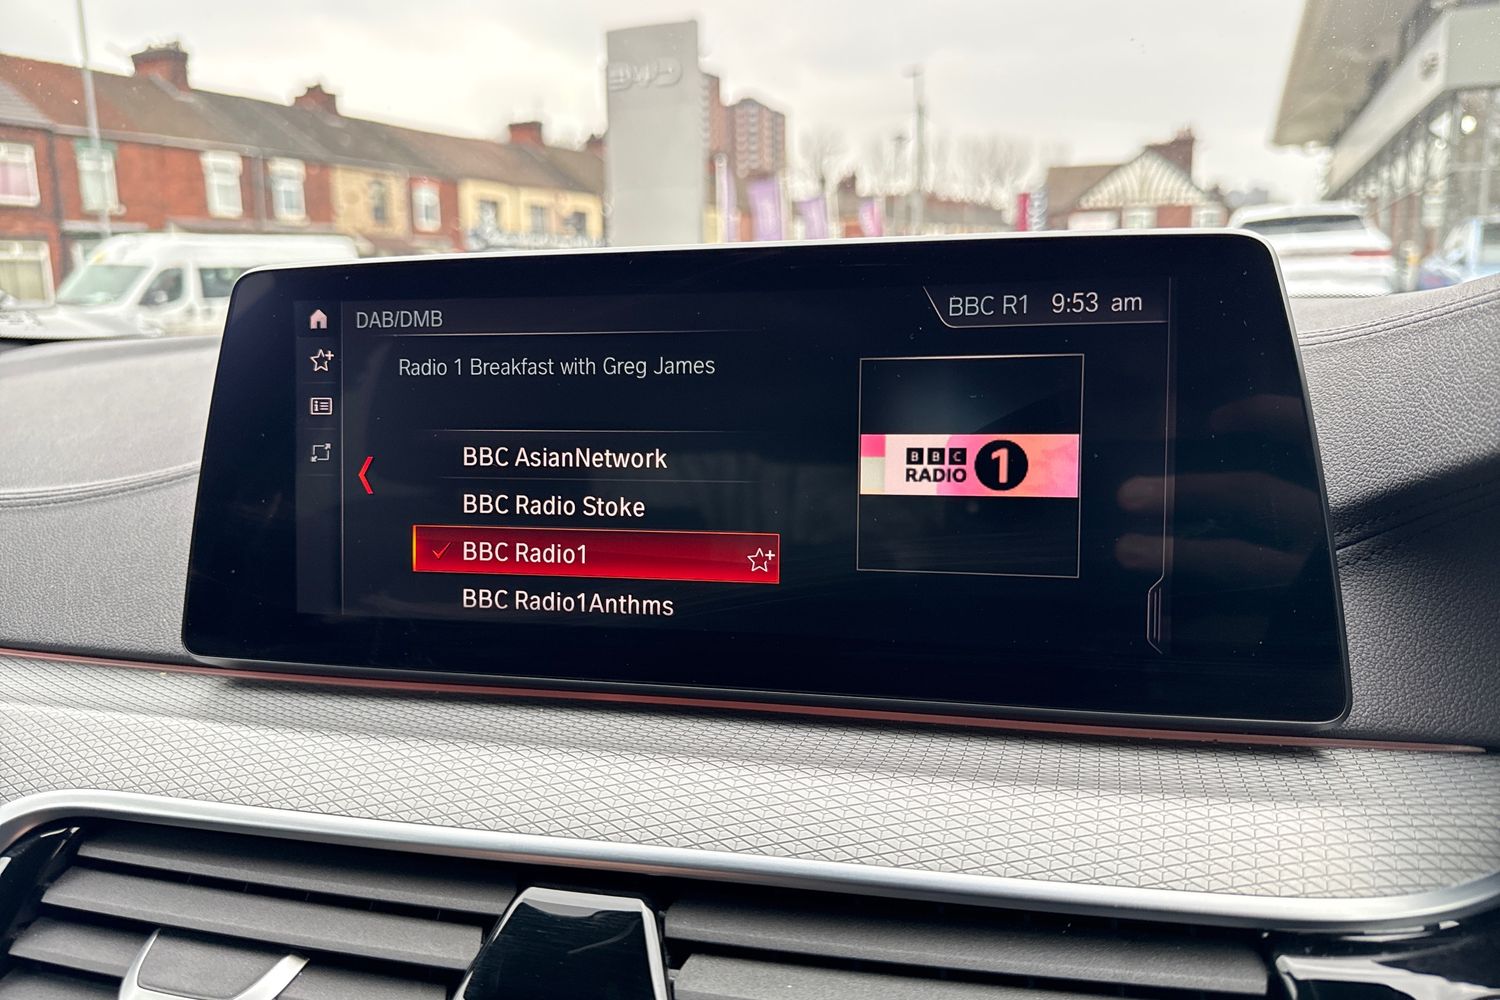 BYD
DAB/DMB
BBC R1 9:53 am
Radio 1 Breakfast with Greg James
BBC AsianNetwork
BBC Radio Stoke
BBC Radio1
BBC Radio1Anthms
BBC
RADIO 1